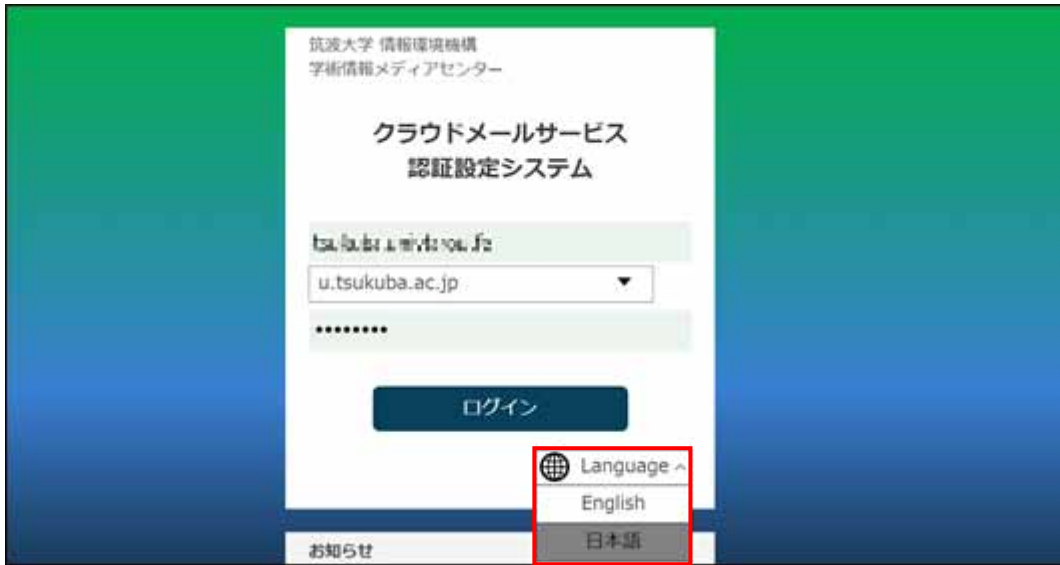 筑波大学 情報環境機構
学術情報メディアセンター
クラウドメールサービス
認証設定システム
u.tsukuba.ac.jp
••••••••
ログイン
Language
English
日本語
お知らせ